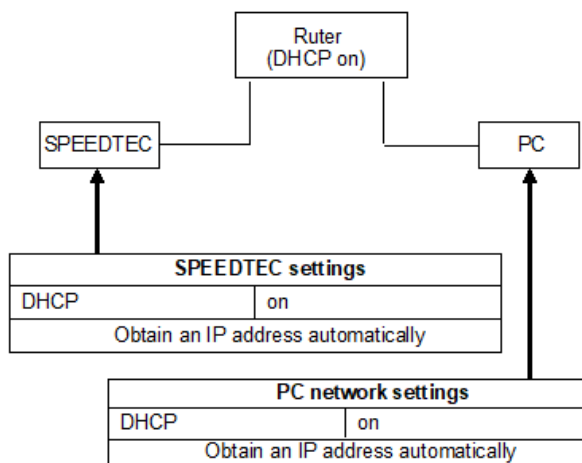 Ruter
(DHCP on)
SPEEDTEC
PC
SPEEDTEC settings
DHCP on
Obtain an IP address automatically
PC network settings
DHCP on
Obtain an IP address automatically